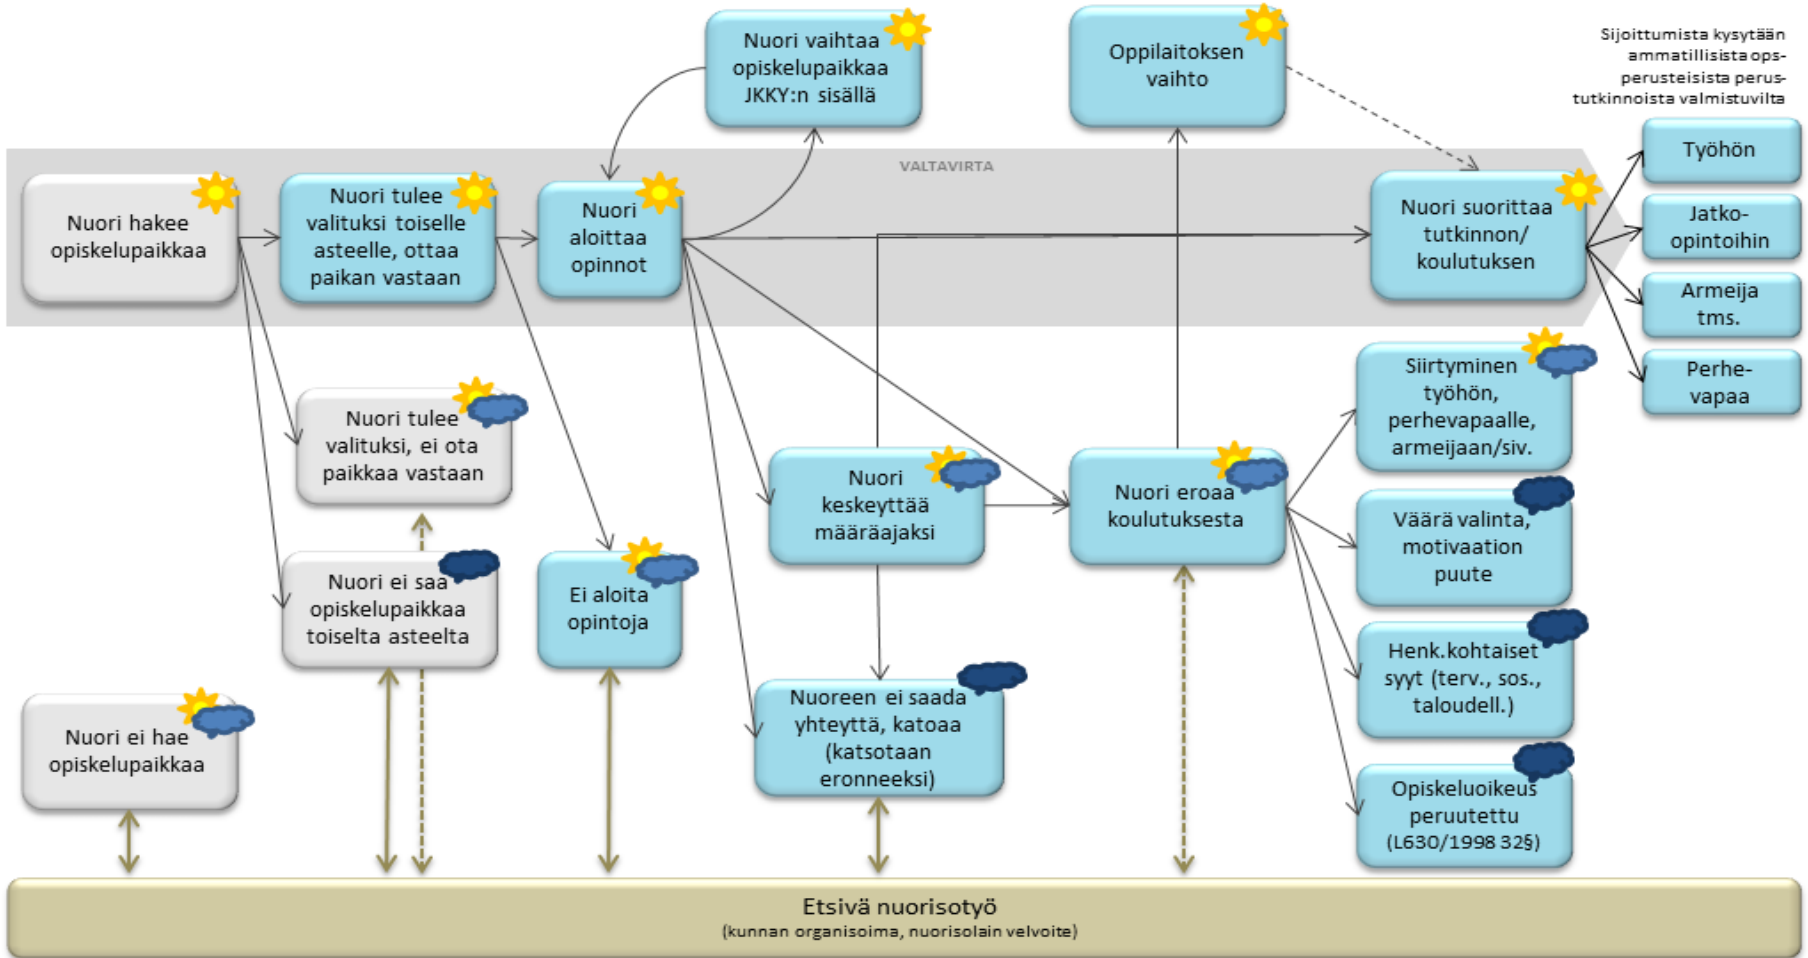 Nuori vaihtaa
opiskelupaikkaa
JKKY:n sisällä
Oppilaitoksen
vaihto
Sijoittumista kysytään
ammatillisista ops-
perusteisista perus-
tutkinnoista valmistuvilta
VALTAVIRTA
Nuori hakee
opiskelupaikkaa
Nuori tulee
valituksi toiselle
asteelle, ottaa
paikan vastaan
Nuori
aloittaa
opinnot
Nuori suorittaa
tutkinnon/
koulutuksen
Työhön
Jatko-
opintoihin
Armeija
tms.
Perhe-
vapaa
Nuori tulee
valituksi, ei ota
paikkaa vastaan
Nuori ei saa
opiskelupaikkaa
toiselta asteelta
Nuori ei hae
opiskelupaikkaa
Ei aloita
opintoja
Nuori
keskeyttää
määräajaksi
Nuoreen ei saada
yhteyttä, katoaa
(katsotaan
eronneeksi)
Nuori eroaa
koulutuksesta
Siirtyminen
työhön,
perhevapaalle,
armeijaan/siv.
Väärä valinta,
motivaation
puute
Henk.kohtaiset
syyt (terv., sos.,
taloudell.)
Opiskeluoikeus
peruutettu
(L630/1998 32§)
Etsivä nuorisotyö
(kunnan organisoima, nuorisolain velvoite)